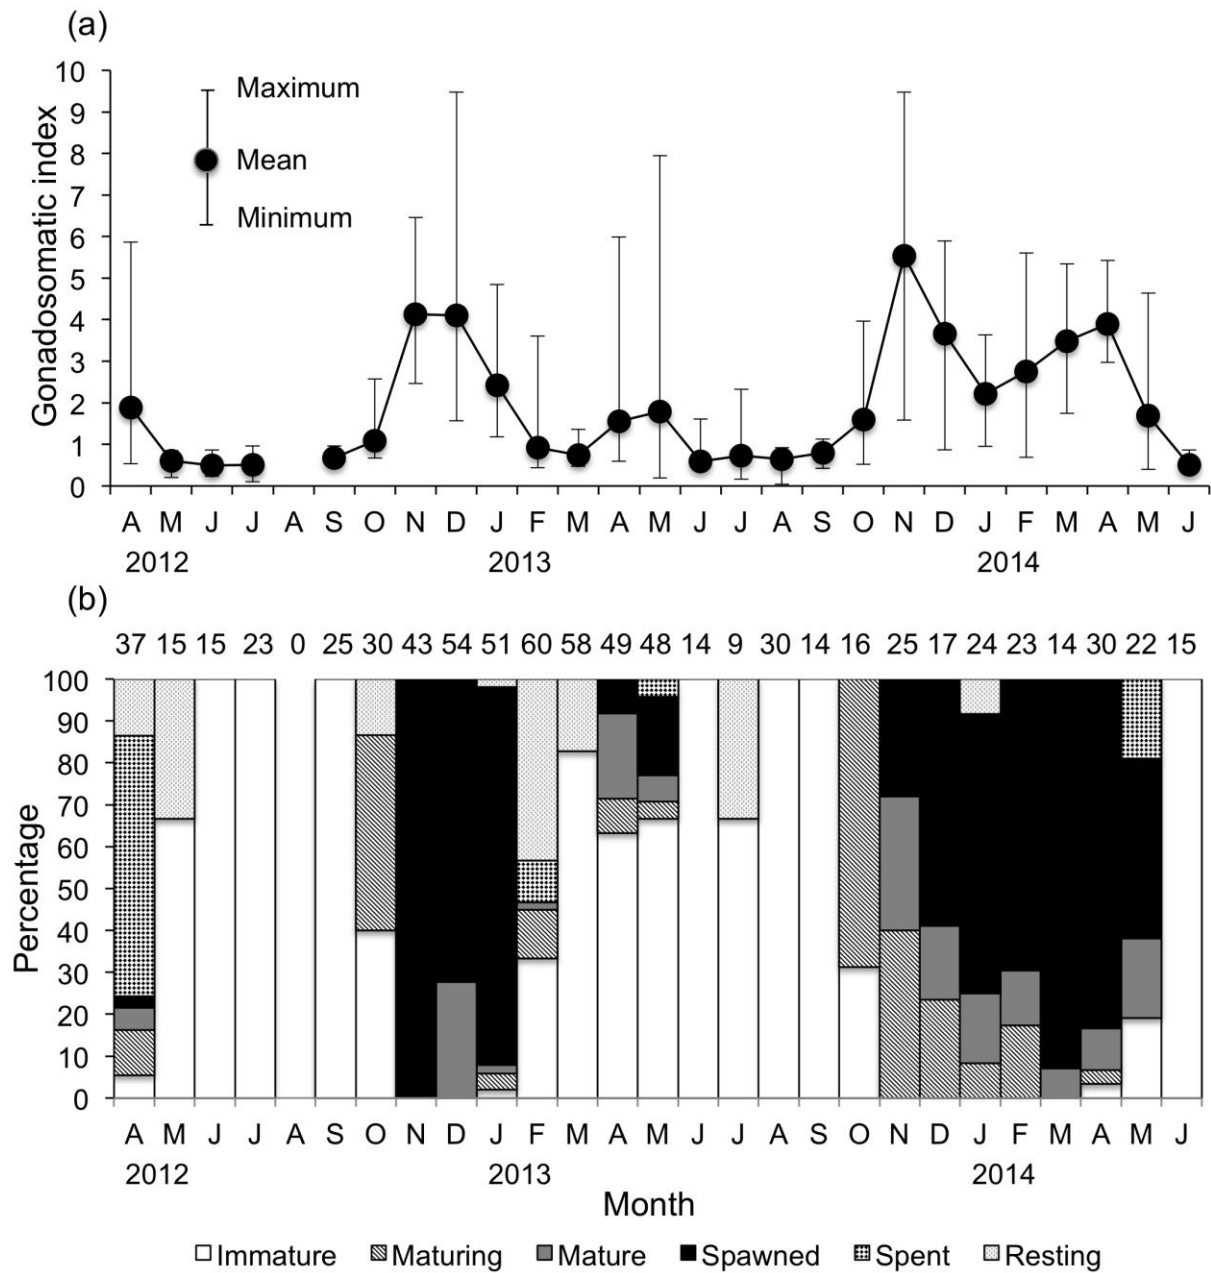 (a)
10
9
8
7
6
5
4
3
2
1
0
Gonadosomatic index
Maximum
Mean
Minimum
A M J J A S O N D J F M A M J J A S O N D J F M A M J
2012 2013 2014
(b)
37 15 15 23 0 25 30 43 54 51 60 58 49 48 14 9 30 14 16 25 17 24 23 14 30 22 15
100
90
80
70
60
50
40
30
20
10
0
Percentage
A M J J A S O N D J F M A M J J A S O N D J F M A M J
2012 2013 2014
Month
Immature Maturing Mature Spawned Spent Resting